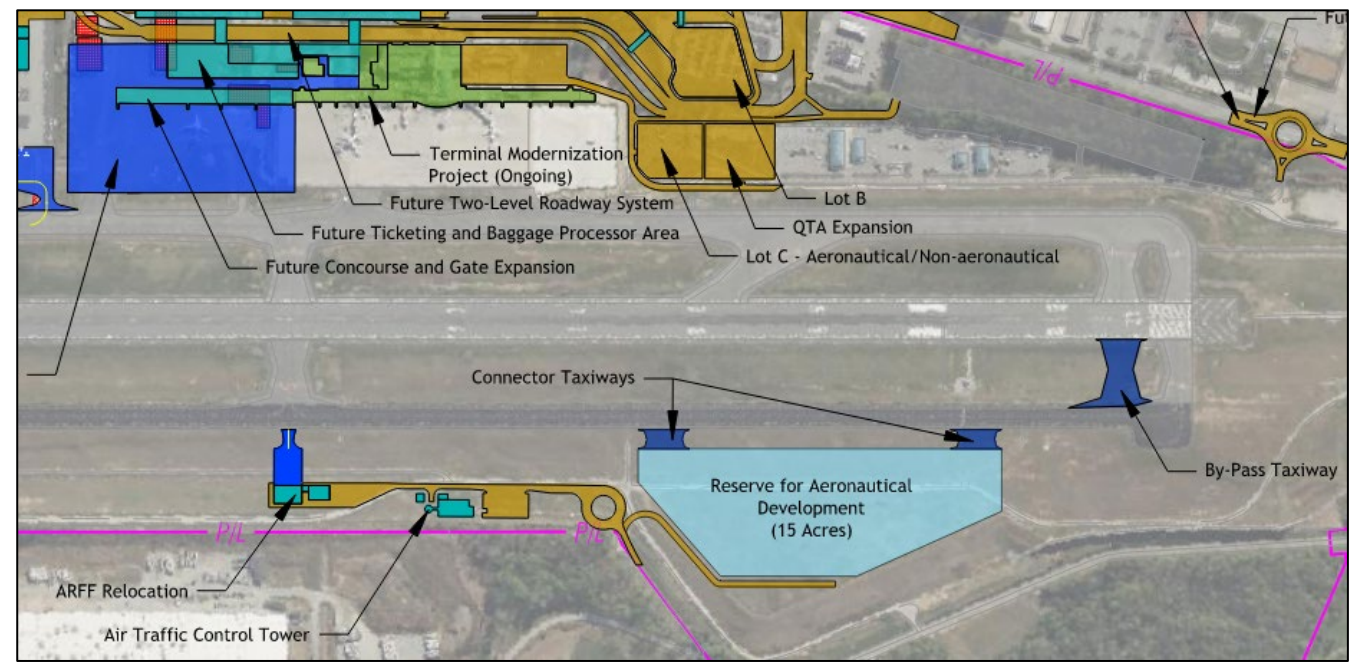 Fu
P/L
Terminal Modernization
Project (Ongoing)
Future Two-Level Roadway System
Lot B
Future Ticketing and Baggage Processor Area
QTA Expansion
Future Concourse and Gate Expansion
Lot C - Aeronautical/Non-aeronautical
Connector Taxiways
By-Pass Taxiway
Reserve for Aeronautical
Development
(15 Acres)
P/L
P/L
ARFF Relocation
Air Traffic Control Tower